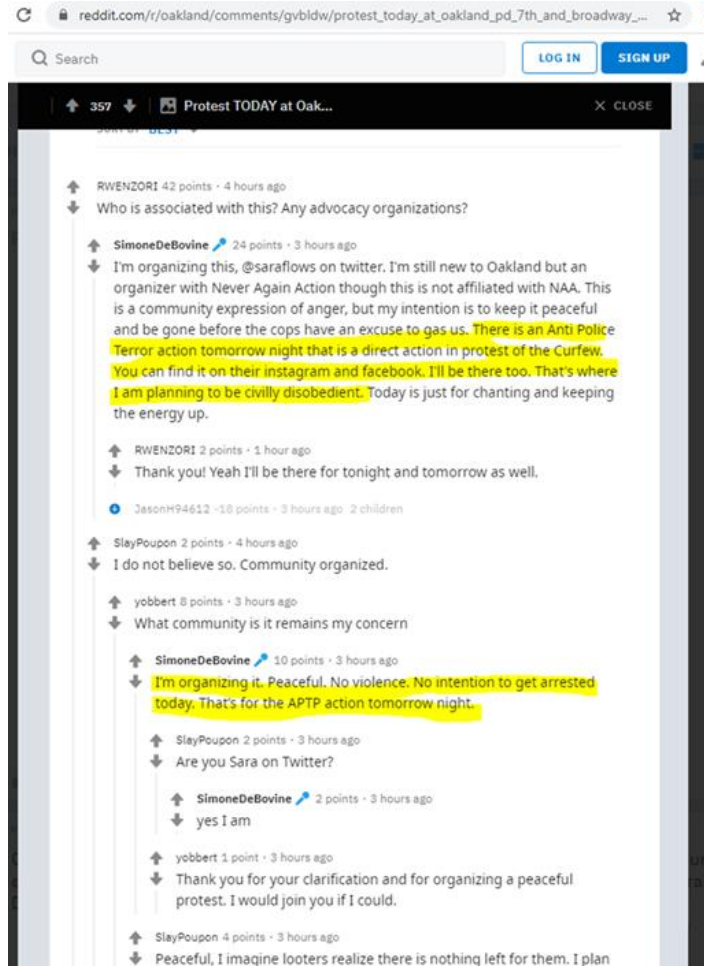 reddit.com/r/oakland/comments/gvbldw/protest_today_at_oakland_pd_7th_and_broadway_...
Search
LOG IN
SIGN UP
357
Protest TODAY at Oak...
CLOSE
SORT BY BEST
RWENZORI 42 points · 4 hours ago
Who is associated with this? Any advocacy organizations?
SimoneDeBovine 24 points · 3 hours ago
I'm organizing this, @saraflows on twitter. I'm still new to Oakland but an
organizer with Never Again Action though this is not affiliated with NAA. This
is a community expression of anger, but my intention is to keep it peaceful
and be gone before the cops have an excuse to gas us. There is an Anti Police
Terror action tomorrow night that is a direct action in protest of the Curfew.
You can find it on their instagram and facebook. I'll be there too. That's where
I am planning to be civilly disobedient. Today is just for chanting and keeping
the energy up.
RWENZORI 2 points · 1 hour ago
Thank you! Yeah I'll be there for tonight and tomorrow as well.
JasonH94612 -18 points · 3 hours ago 2 children
SlayPoupon 2 points · 4 hours ago
I do not believe so. Community organized.
yobbert 8 points · 3 hours ago
What community is it remains my concern
SimoneDeBovine 10 points · 3 hours ago
I'm organizing it. Peaceful. No violence. No intention to get arrested
today. That's for the APTP action tomorrow night.
SlayPoupon 2 points · 3 hours ago
Are you Sara on Twitter?
SimoneDeBovine 2 points · 3 hours ago
yes I am
yobbert 1 point · 3 hours ago
Thank you for your clarification and for organizing a peaceful
protest. I would join you if I could.
SlayPoupon 4 points · 3 hours ago
Peaceful, I imagine looters realize there is nothing left for them. I plan